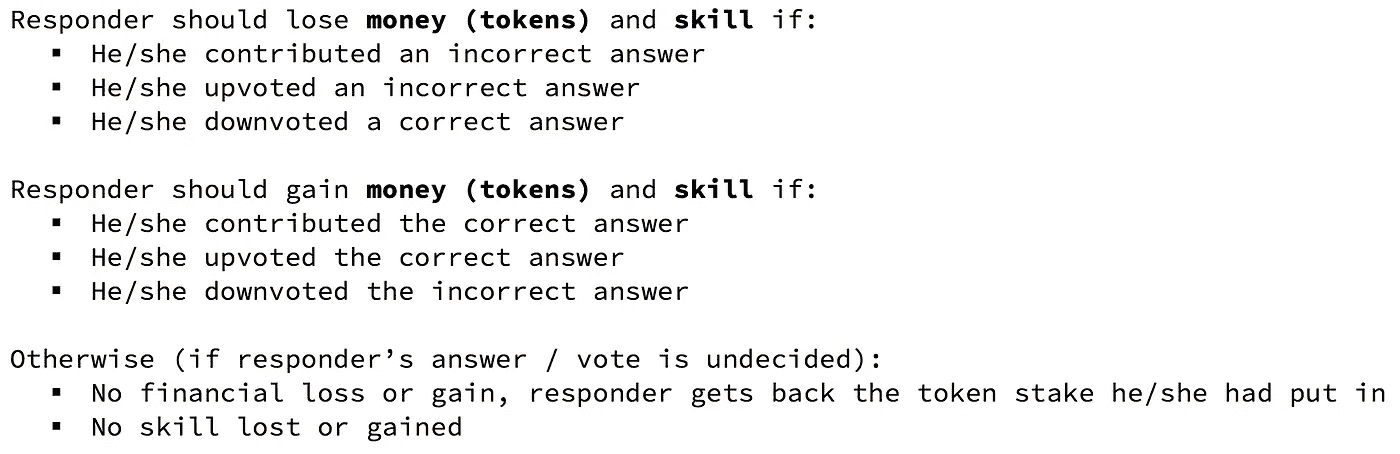 Responder should lose money (tokens) and skill if:
▪ He/she contributed an incorrect answer
▪ He/she upvoted an incorrect answer
▪ He/she downvoted a correct answer
Responder should gain money (tokens) and skill if:
▪ He/she contributed the correct answer
▪ He/she upvoted the correct answer
▪ He/she downvoted the incorrect answer
Otherwise (if responder’s answer / vote is undecided):
▪ No financial loss or gain, responder gets back the token stake he/she had put in
▪ No skill lost or gained